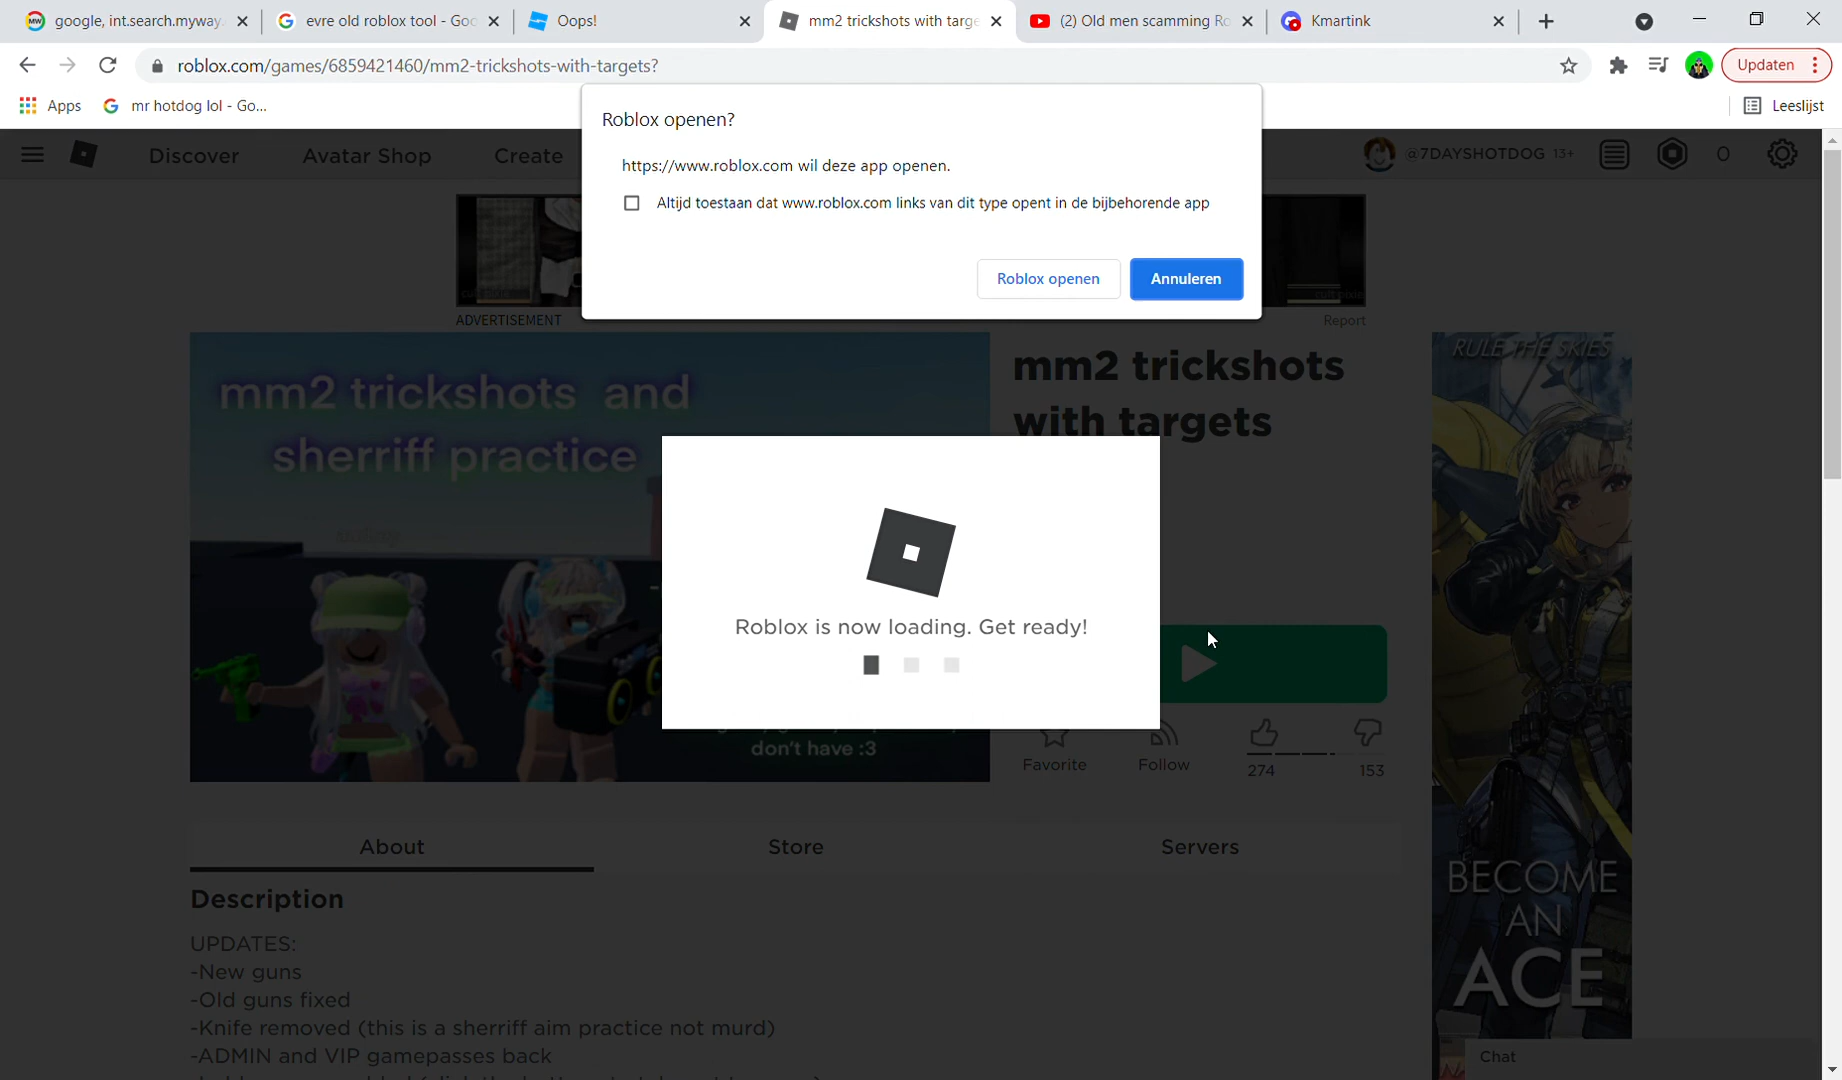 google, int.search.myway.
evre old roblox tool - Goo
Oops!
mm2 trickshots with targe
(2) Old men scamming Ro
Kmartink
roblox.com/games/6859421460/mm2-trickshots-with-targets?
Updaten
Apps
mr hotdog lol - Go...
Leeslijst
Roblox openen?
https://www.roblox.com wil deze app openen.
Altijd toestaan dat www.roblox.com links van dit type opent in de bijbehorende app
Roblox openen
Annuleren
Discover
Avatar Shop
Create
@7DAYSHOTDOG 13+
0
ADVERTISEMENT
Report
mm2 trickshots and
sherriff practice
don't have :3
mm2 trickshots
with targets
Roblox is now loading. Get ready!
Favorite
Follow
274
153
RULE THE SKIES
BECOME
AN
ACE
About
Store
Servers
Description
UPDATES:
-New guns
-Old guns fixed
-Knife removed (this is a sherriff aim practice not murd)
-ADMIN and VIP gamepasses back
Chat